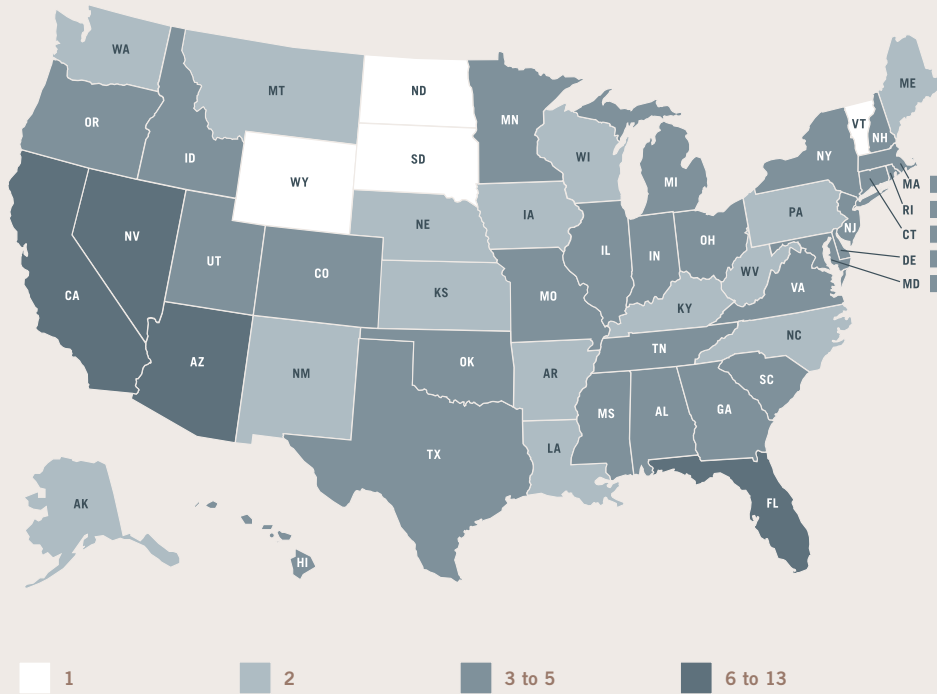 WA
MT
ND
MN
ME
OR
ID
SD
WI
VT
NH
WY
MI
NY
MA
NE
IA
PA
RI
NV
UT
CO
IL
IN
OH
NJ
CT
KS
MO
WV
DE
CA
KY
VA
MD
AZ
NM
OK
AR
TN
NC
SC
MS
AL
GA
TX
LA
FL
AK
HI
1
2
3 to 5
6 to 13